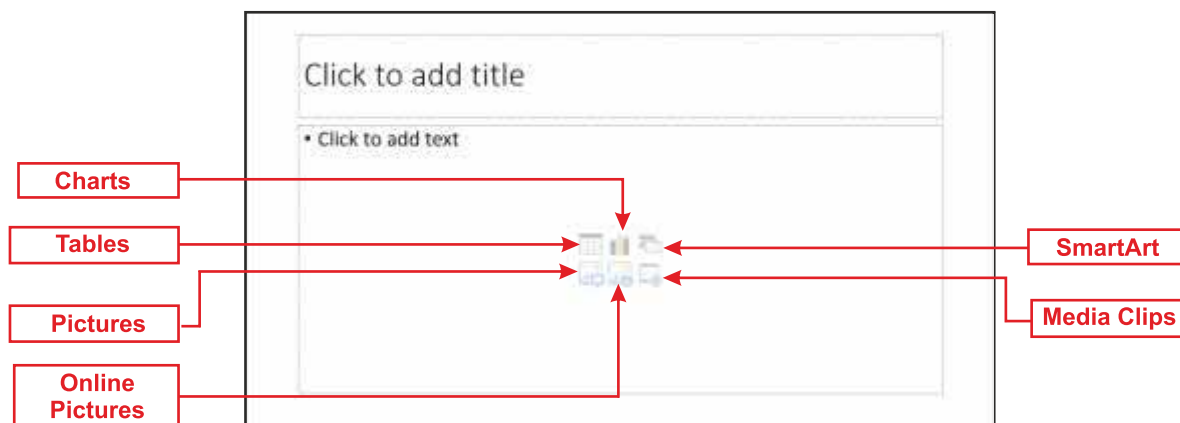 Click to add title
• Click to add text
Charts
Tables
SmartArt
Pictures
Media Clips
Online
Pictures